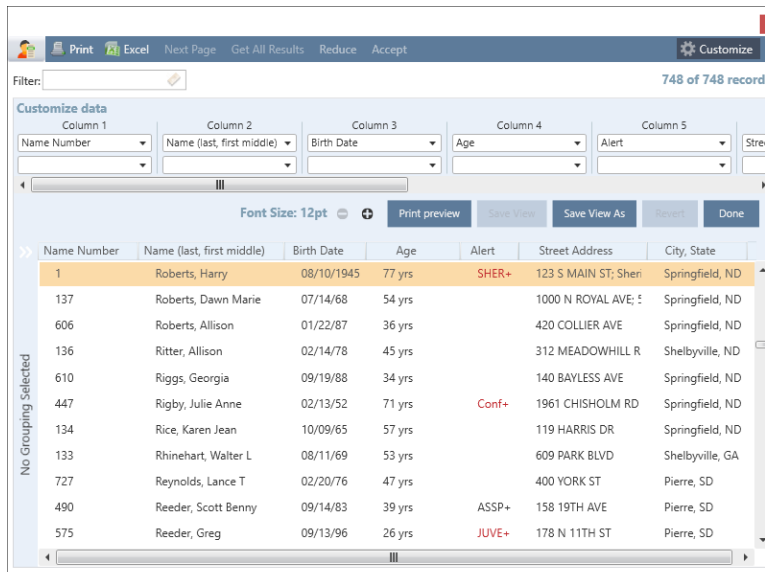 Print Excel Next Page Get All Results Reduce Accept Customize
Filter: 748 of 748 record
Customize data
Column 1 Column 2 Column 3 Column 4 Column 5
Name Number Name (last, first middle) Birth Date Age Alert Stre
Font Size: 12pt Print preview Save View Save View As Revert Done
Name Number Name (last, first middle) Birth Date Age Alert Street Address City, State
1 Roberts, Harry 08/10/1945 77 yrs SHER+ 123 S MAIN ST; Sheri Springfield, ND
137 Roberts, Dawn Marie 07/14/68 54 yrs 1000 N ROYAL AVE; Springfield, ND
606 Roberts, Allison 01/22/87 36 yrs 420 COLLIER AVE Springfield, ND
136 Ritter, Allison 02/14/78 45 yrs 312 MEADOWHILL R Shelbyville, ND
610 Riggs, Georgia 09/19/88 34 yrs 140 BAYLESS AVE Springfield, ND
447 Rigby, Julie Anne 02/13/52 71 yrs Conf+ 1961 CHISHOLM RD Springfield, ND
134 Rice, Karen Jean 10/09/65 57 yrs 119 HARRIS DR Springfield, ND
133 Rhinehart, Walter L 08/11/69 53 yrs 609 PARK BLVD Shelbyville, GA
727 Reynolds, Lance T 02/20/76 47 yrs 400 YORK ST Pierre, SD
490 Reeder, Scott Benny 09/14/83 39 yrs ASSP+ 158 19TH AVE Pierre, SD
575 Reeder, Greg 09/13/96 26 yrs JUVE+ 178 N 11TH ST Pierre, SD
No Grouping Selected